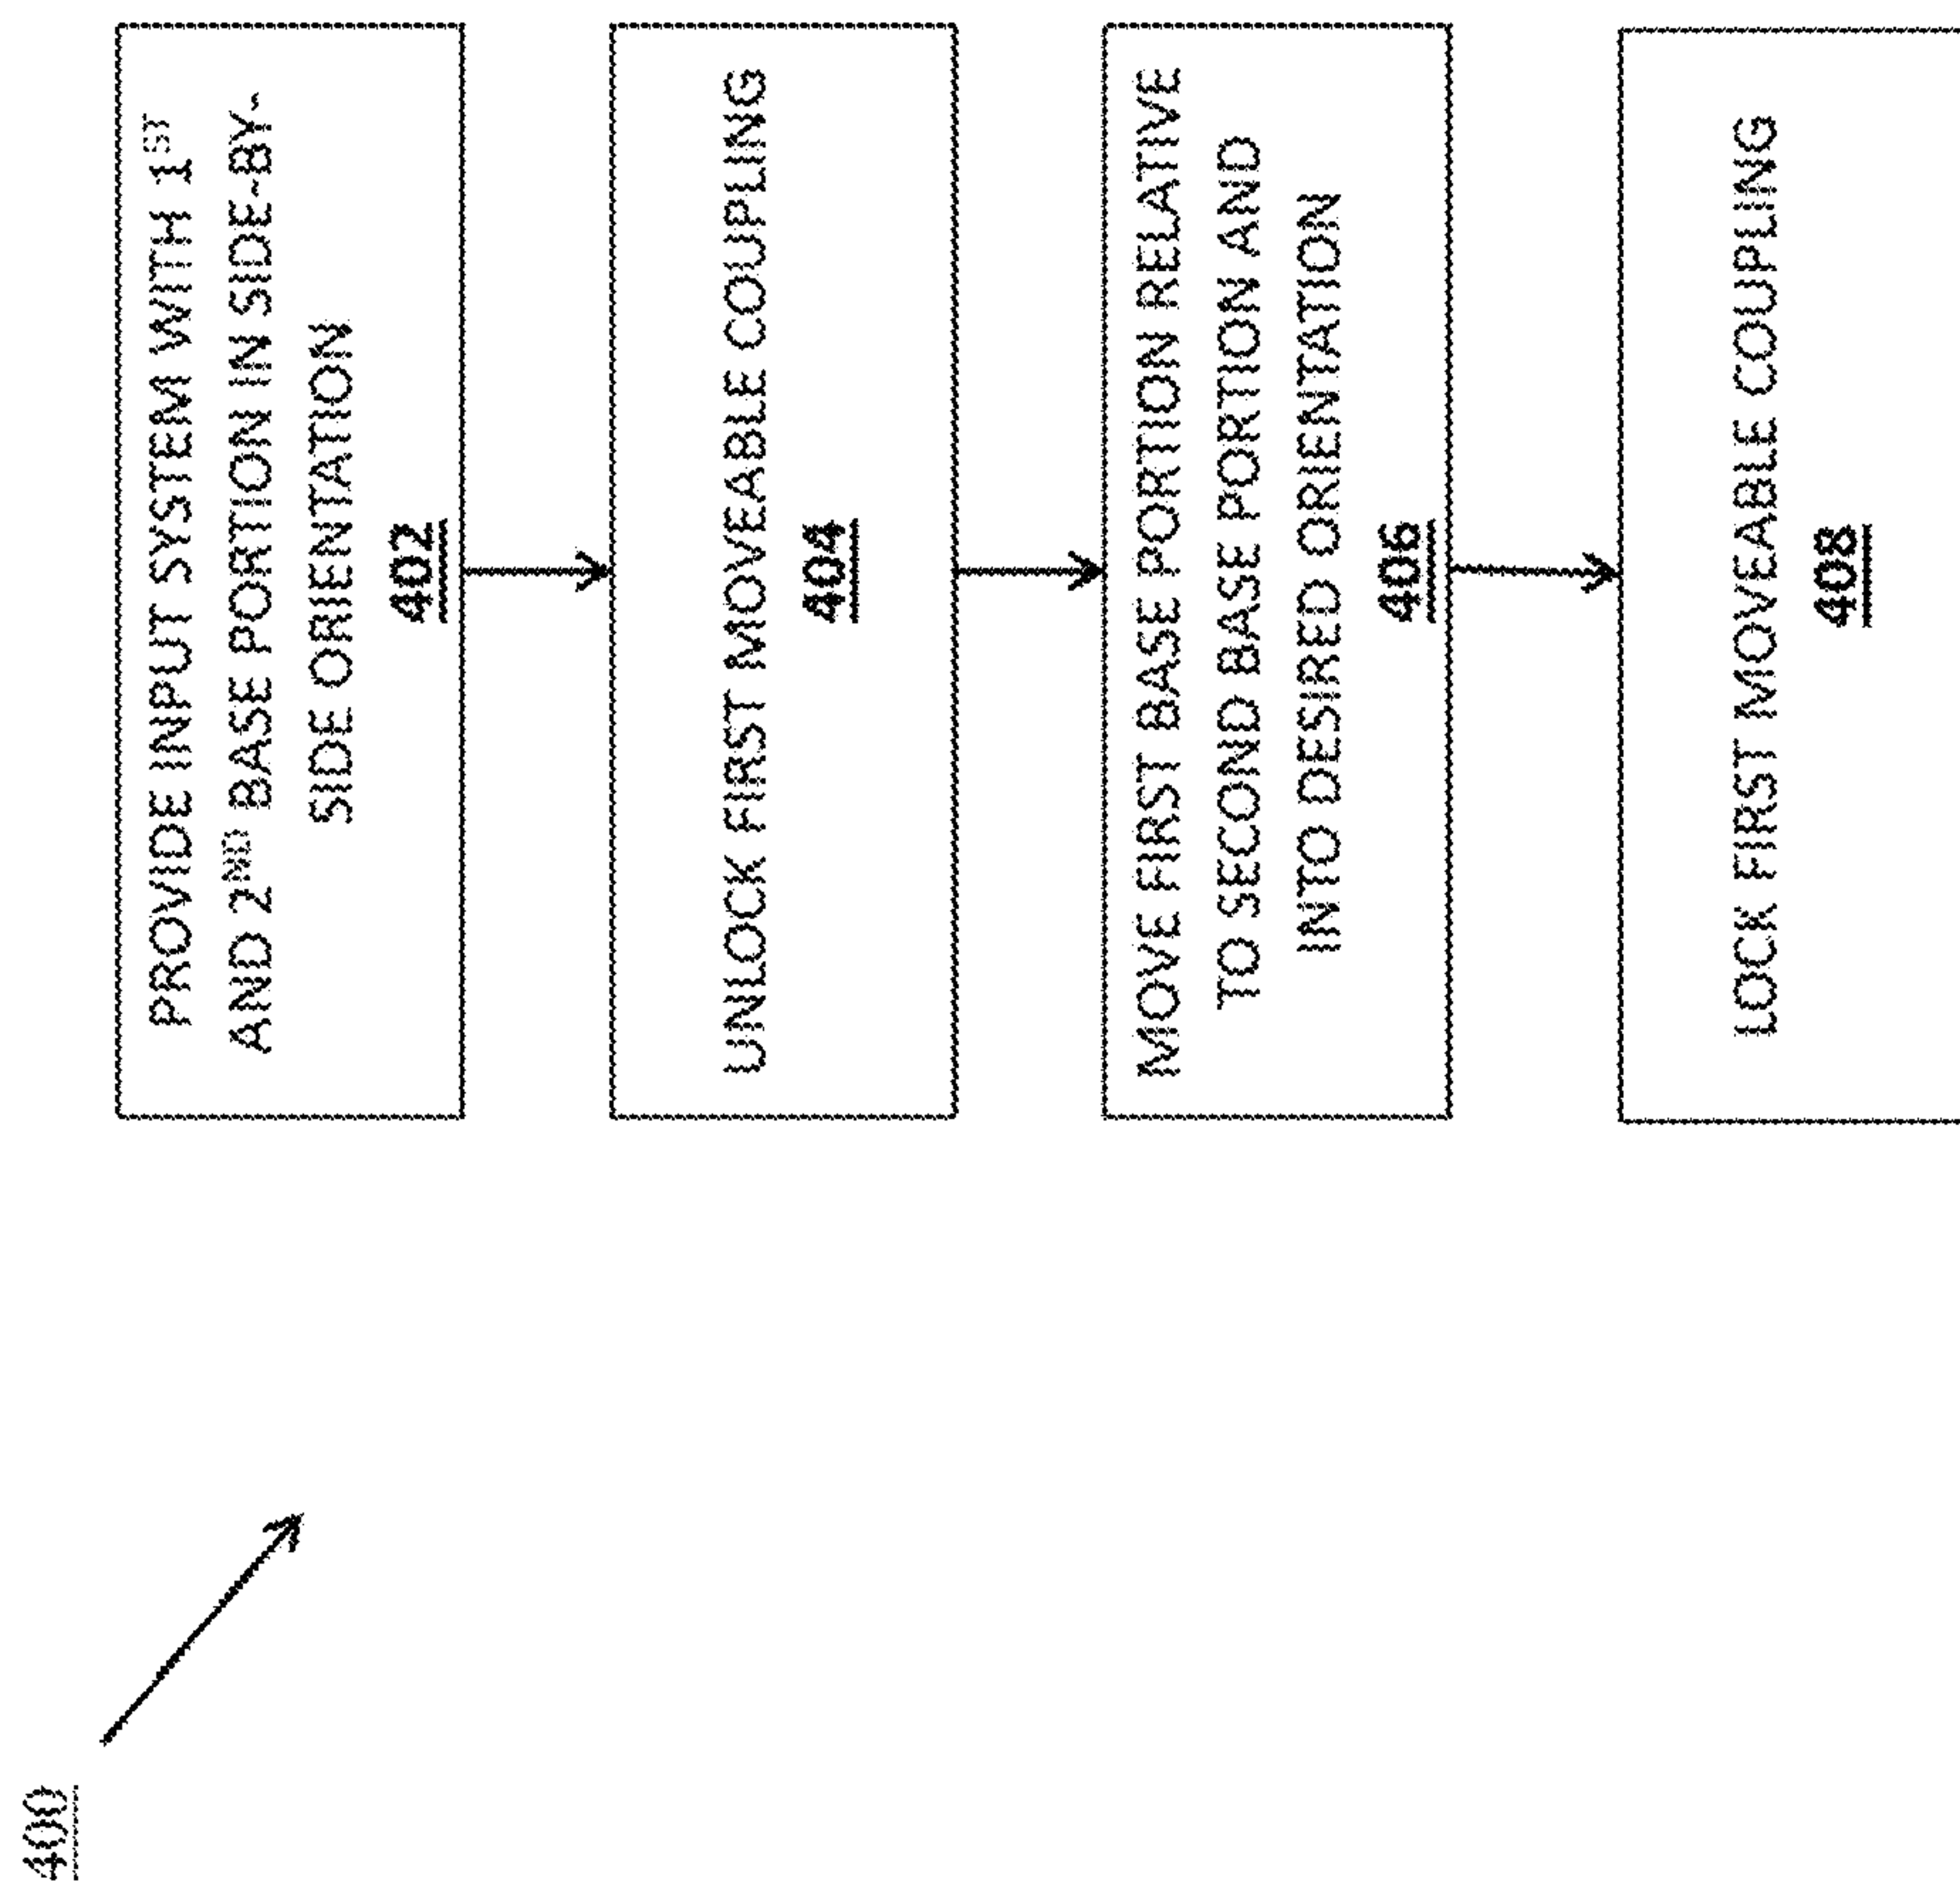 400
PROVIDE INPUT SYSTEM WITH 1ST
AND 2ND BASE PORTION IN SIDE-BY-
SIDE ORIENTATION
402
UNLOCK FIRST MOVEABLE COUPLING
404
MOVE FIRST BASE PORTION RELATIVE
TO SECOND BASE PORTION AND
INTO DESIRED ORIENTATION
406
LOCK FIRST MOVEABLE COUPLING
408